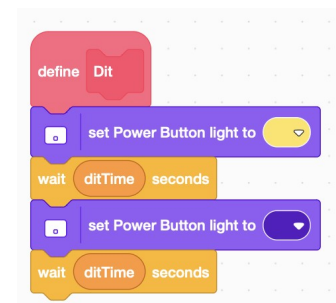 define Dit
set Power Button light to
wait ditTime seconds
set Power Button light to
wait ditTime seconds